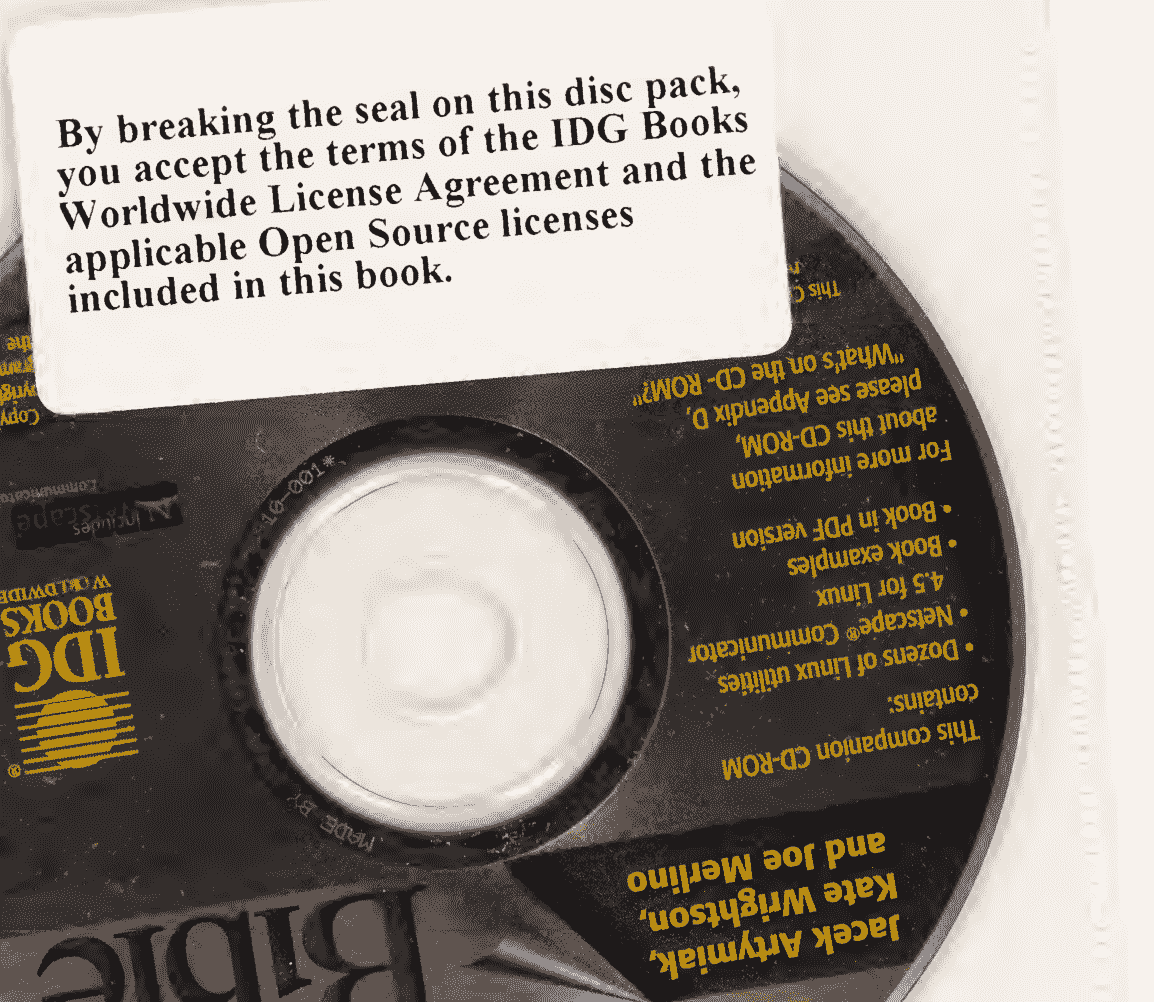 By breaking the seal on this disc pack,
you accept the terms of the IDG Books
Worldwide License Agreement and the
applicable Open Source licenses
included in this book.
Jacek Artymiak,
Kate Wrightson,
and Joe Merlino
This companion CD-ROM
contains:
• Dozens of Linux utilities
• Netscape® Communicator
4.5 for Linux
• Book examples
• Book in PDF version
For more information
about this CD-ROM,
please see Appendix D,
"What's on the CD-ROM?"
This
Bible
®
IDG
BOOKS
WORLDWIDE
Includes
the
MADE BY
10-001*